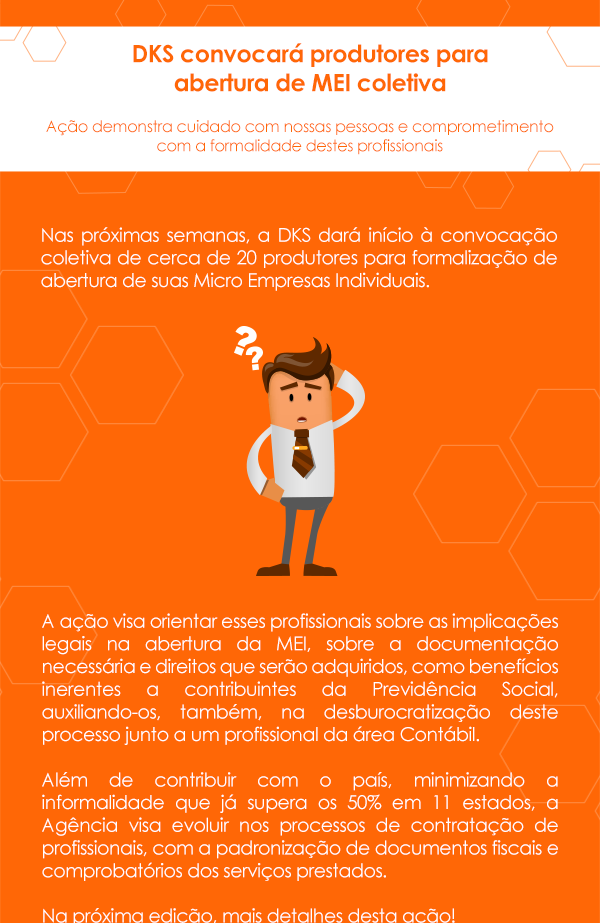 DKS convocará produtores para
abertura de MEI coletiva
Ação demonstra cuidado com nossas pessoas e comprometimento
com a formalidade destes profissionais
Nas próximas semanas, a DKS dará início à convocação
coletiva de cerca de 20 produtores para formalização de
abertura de suas Micro Empresas Individuais.
??
A ação visa orientar esses profissionais sobre as implicações
legais na abertura da MEI, sobre a documentação
necessária e direitos que serão adquiridos, como benefícios
inerentes a contribuintes da Previdência Social,
auxiliando-os, também, na desburocratização deste
processo junto a um profissional da área Contábil.
Além de contribuir com o país, minimizando a
informalidade que já supera os 50% em 11 estados, a
Agência visa evoluir nos processos de contratação de
profissionais, com a padronização de documentos fiscais e
comprobatórios dos serviços prestados.
Na próxima edição, mais detalhes desta ação!